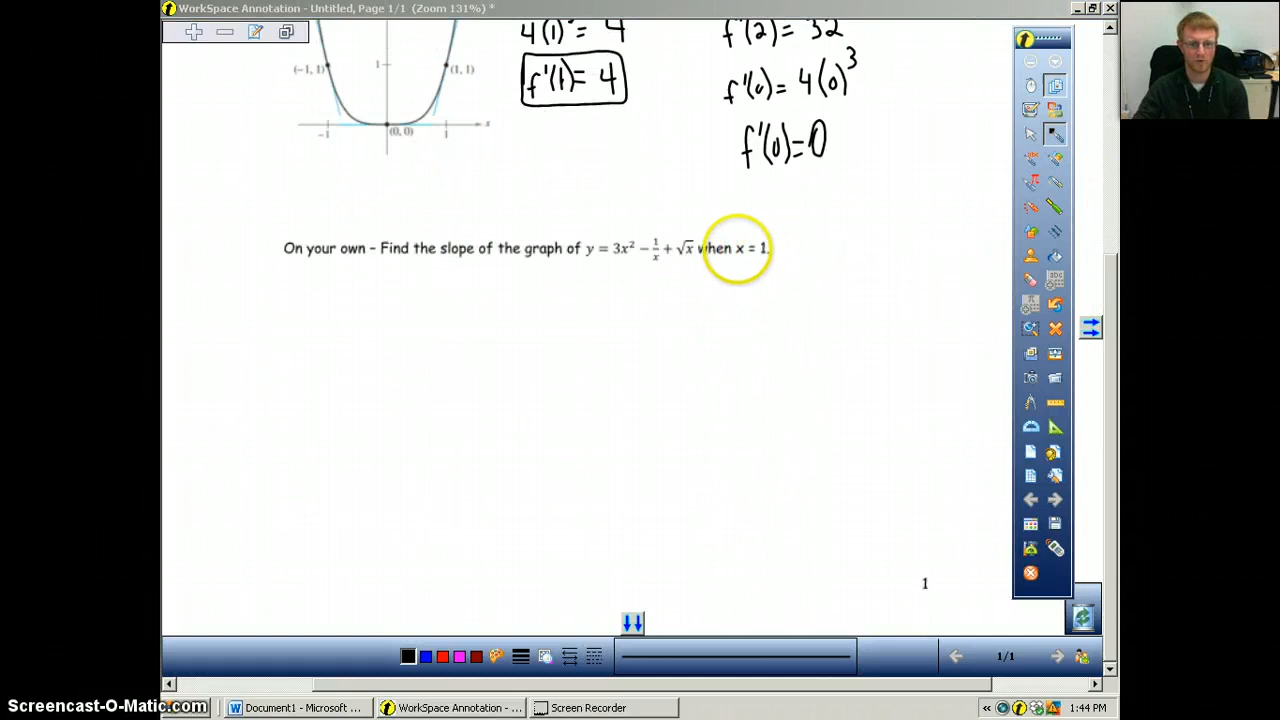 WorkSpace Annotation - Untitled, Page 1/1 (Zoom 131%) *
4(1)³ = 4
f'(2) = 32
(-1, 1)
1
(1, 1)
f'(1) = 4
f'(0) = 4(0)³
-1
(0, 0)
1
x
f'(0) = 0
On your own – Find the slope of the graph of y = 3x² − 1/x + √x when x = 1.
1
1/1
Screencast-O-Matic.com
Document1 - Microsoft ...
WorkSpace Annotation - ...
Screen Recorder
1:44 PM